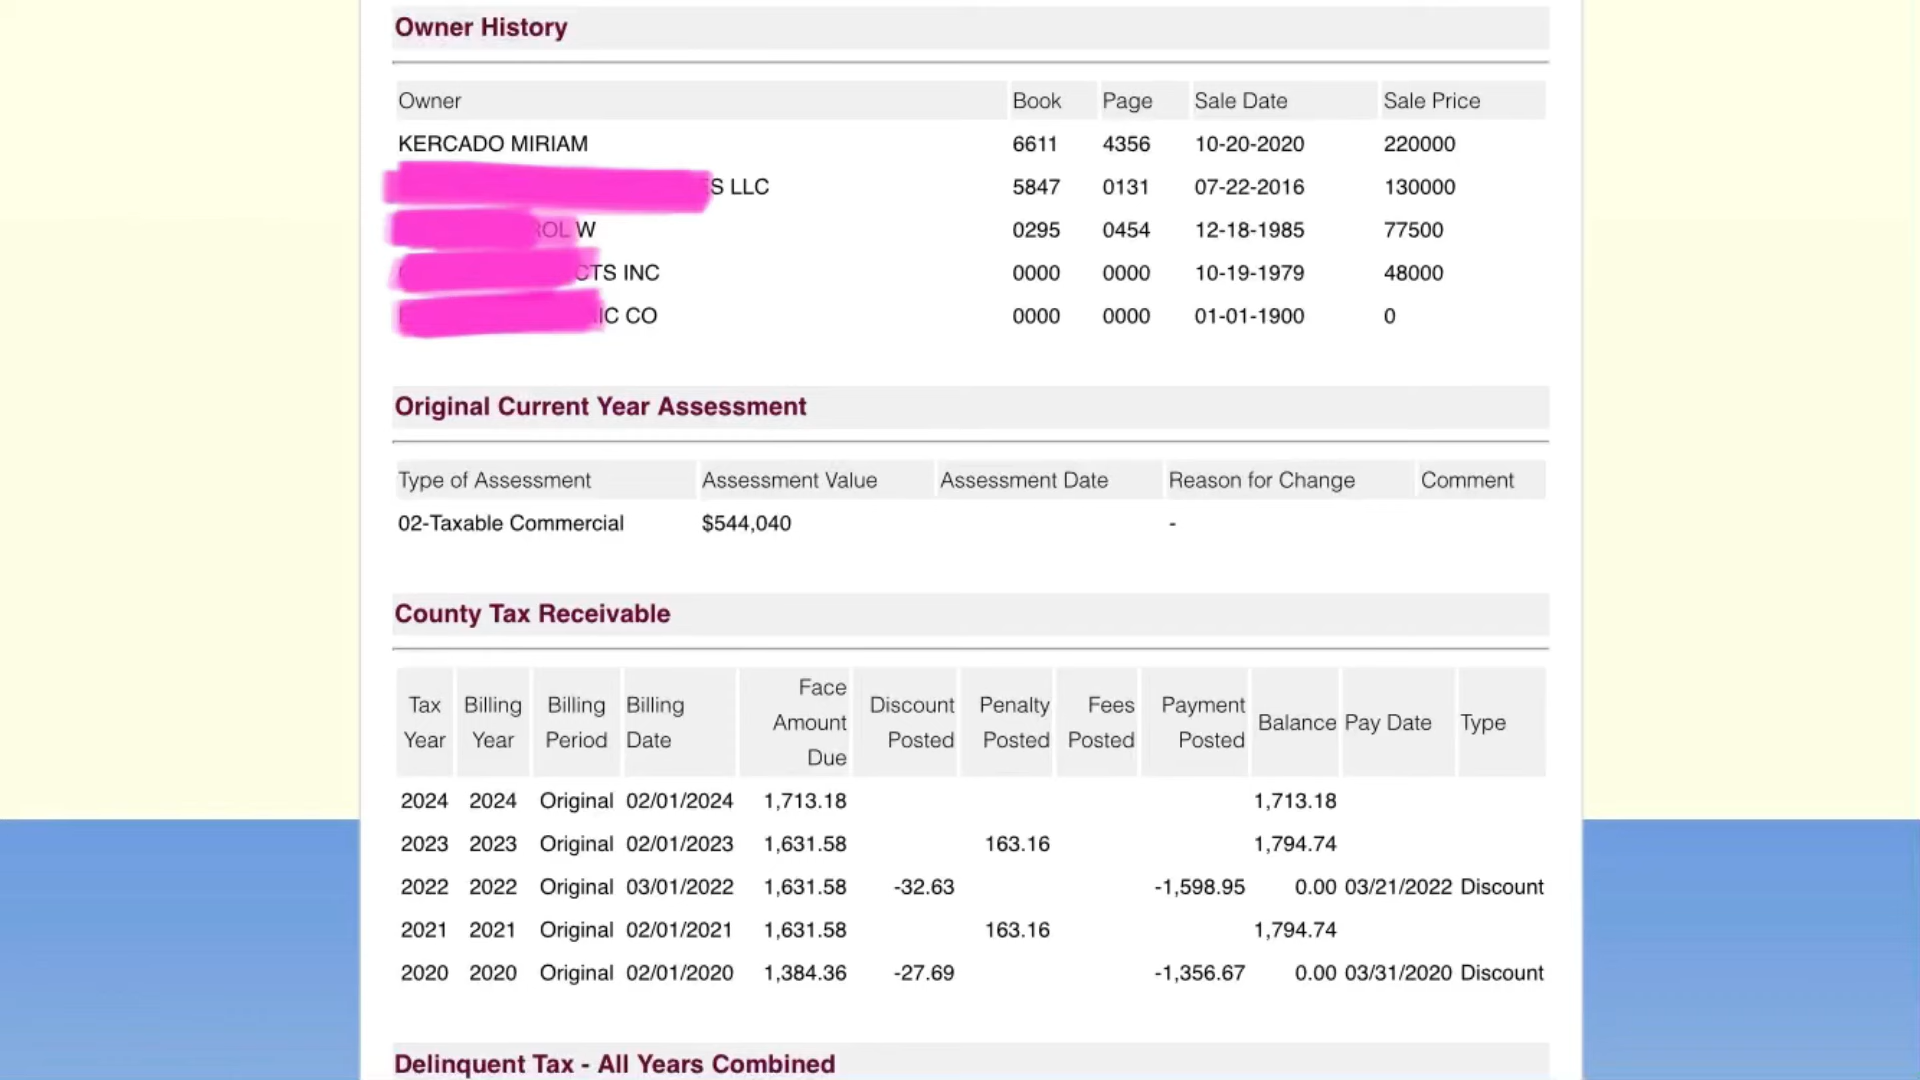 Owner History
Owner Book Page Sale Date Sale Price
KERCADO MIRIAM 6611 4356 10-20-2020 220000
S LLC 5847 0131 07-22-2016 130000
ROL W 0295 0454 12-18-1985 77500
CTS INC 0000 0000 10-19-1979 48000
IC CO 0000 0000 01-01-1900 0
Original Current Year Assessment
Type of Assessment Assessment Value Assessment Date Reason for Change Comment
02-Taxable Commercial $544,040 -
County Tax Receivable
Tax Year Billing Year Billing Period Billing Date Face Amount Due Discount Posted Penalty Posted Fees Posted Payment Posted Balance Pay Date Type
2024 2024 Original 02/01/2024 1,713.18 1,713.18
2023 2023 Original 02/01/2023 1,631.58 163.16 1,794.74
2022 2022 Original 03/01/2022 1,631.58 -32.63 -1,598.95 0.00 03/21/2022 Discount
2021 2021 Original 02/01/2021 1,631.58 163.16 1,794.74
2020 2020 Original 02/01/2020 1,384.36 -27.69 -1,356.67 0.00 03/31/2020 Discount
Delinquent Tax - All Years Combined